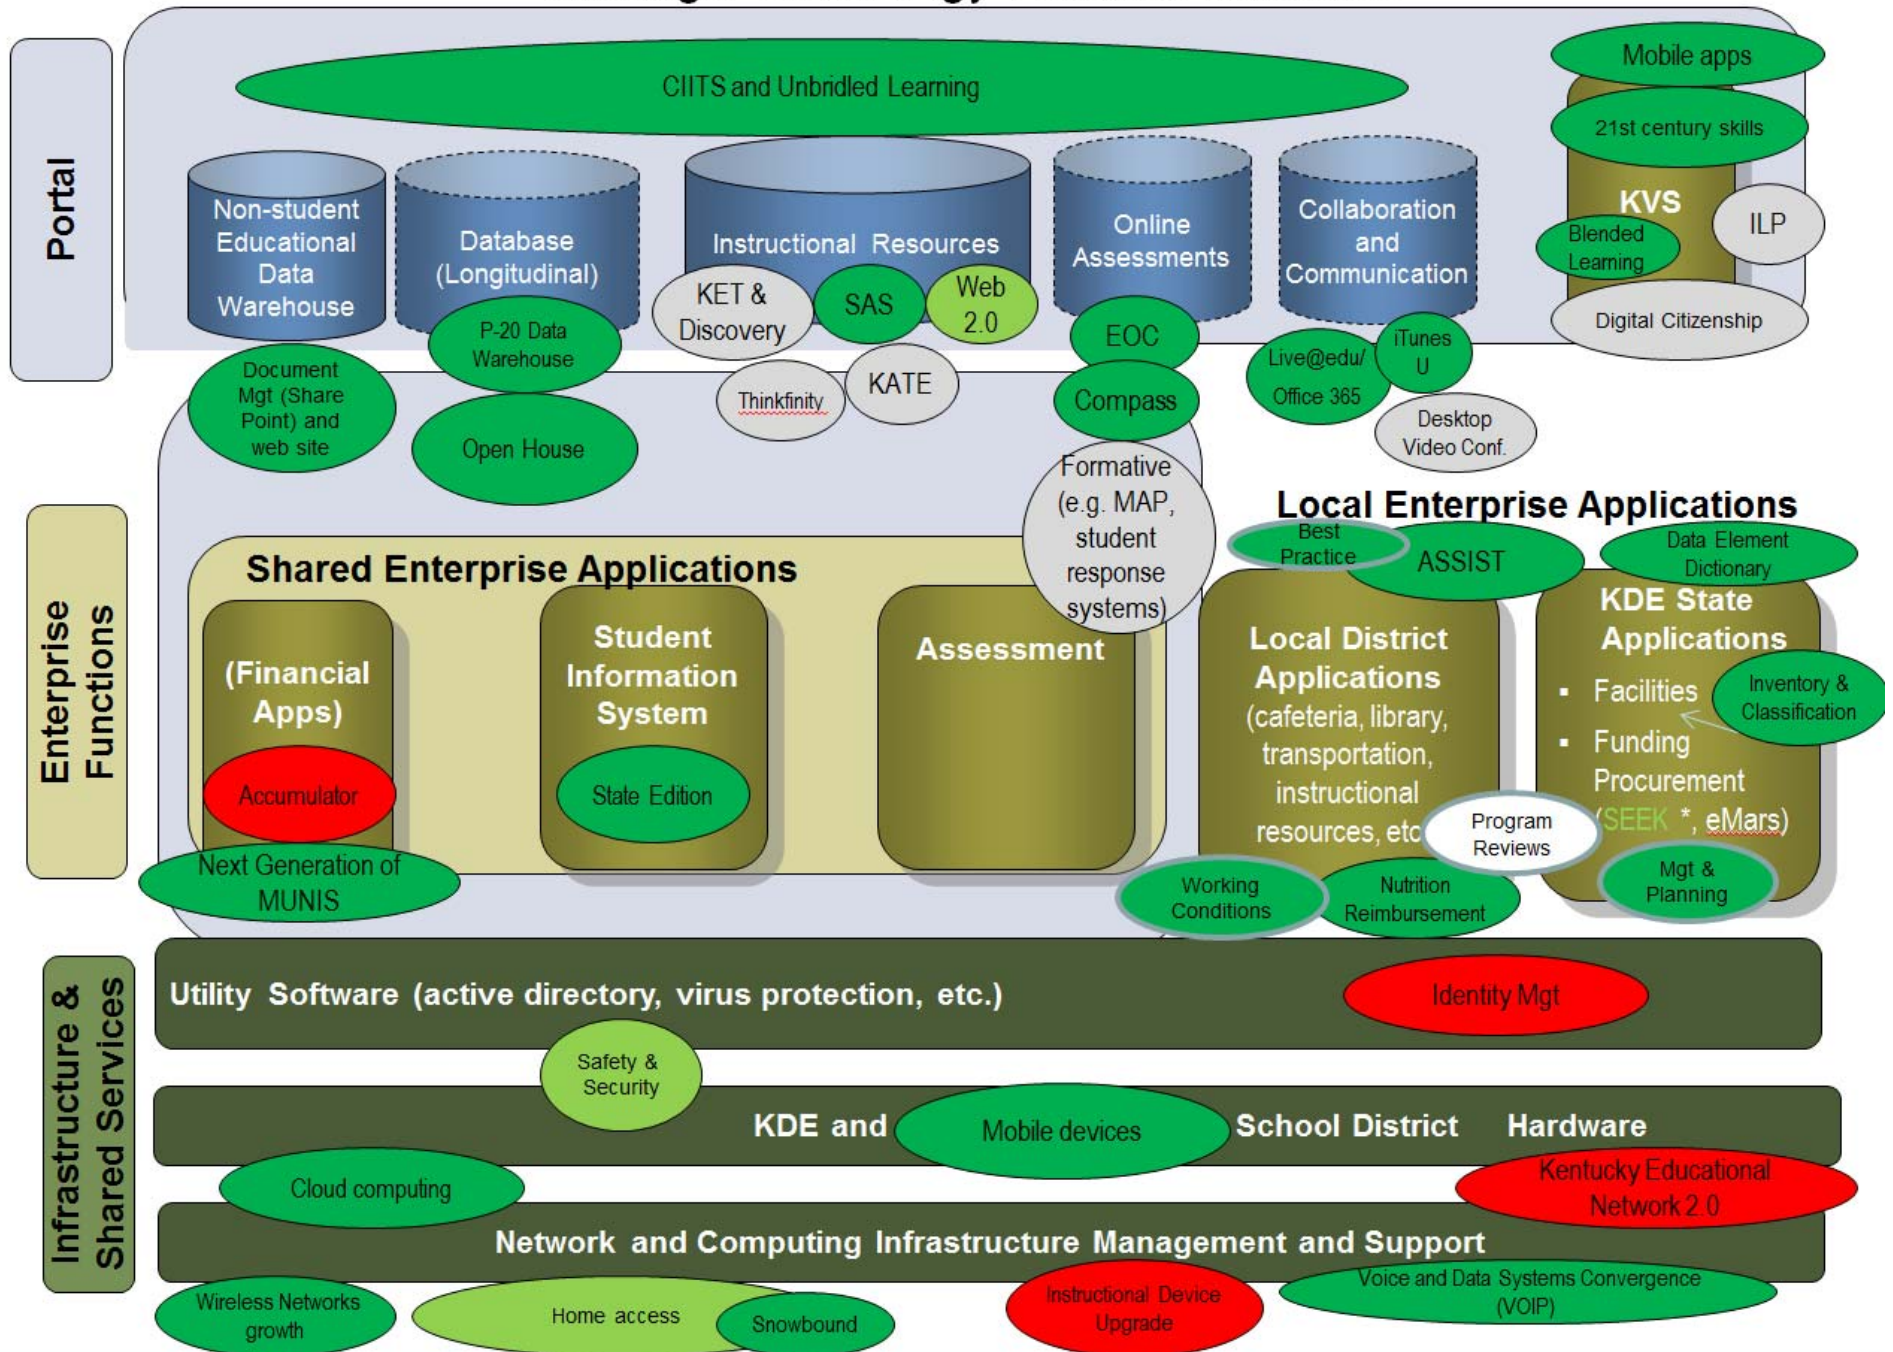 Portal
CIITS and Unbridled Learning
Mobile apps
21st century skills
KVS
ILP
Blended
Learning
Digital Citizenship
Non-student
Educational
Data
Warehouse
Database
(Longitudinal)
Instructional Resources
Online
Assessments
Collaboration
and
Communication
KET &
Discovery
SAS
Web
2.0
P-20 Data
Warehouse
EOC
Live@edu/
Office 365
iTunes
U
Document
Mgt (Share
Point) and
web site
Open House
Thinkfinity
KATE
Compass
Desktop
Video Conf.
Formative
(e.g. MAP,
student
response
systems)
Enterprise
Functions
Shared Enterprise Applications
(Financial
Apps)
Accumulator
Next Generation of
MUNIS
Student
Information
System
State Edition
Assessment
Local Enterprise Applications
Best
Practice
ASSIST
Data Element
Dictionary
Local District
Applications
(cafeteria, library,
transportation,
instructional
resources, etc
KDE State
Applications
▪ Facilities
▪ Funding
Procurement
(SEEK *, eMars)
Inventory &
Classification
Program
Reviews
Working
Conditions
Nutrition
Reimbursement
Mgt &
Planning
Infrastructure &
Shared Services
Utility Software (active directory, virus protection, etc.)
Identity Mgt
Safety &
Security
KDE and
Mobile devices
School District Hardware
Cloud computing
Kentucky Educational
Network 2.0
Network and Computing Infrastructure Management and Support
Wireless Networks
growth
Home access
Snowbound
Instructional Device
Upgrade
Voice and Data Systems Convergence
(VOIP)